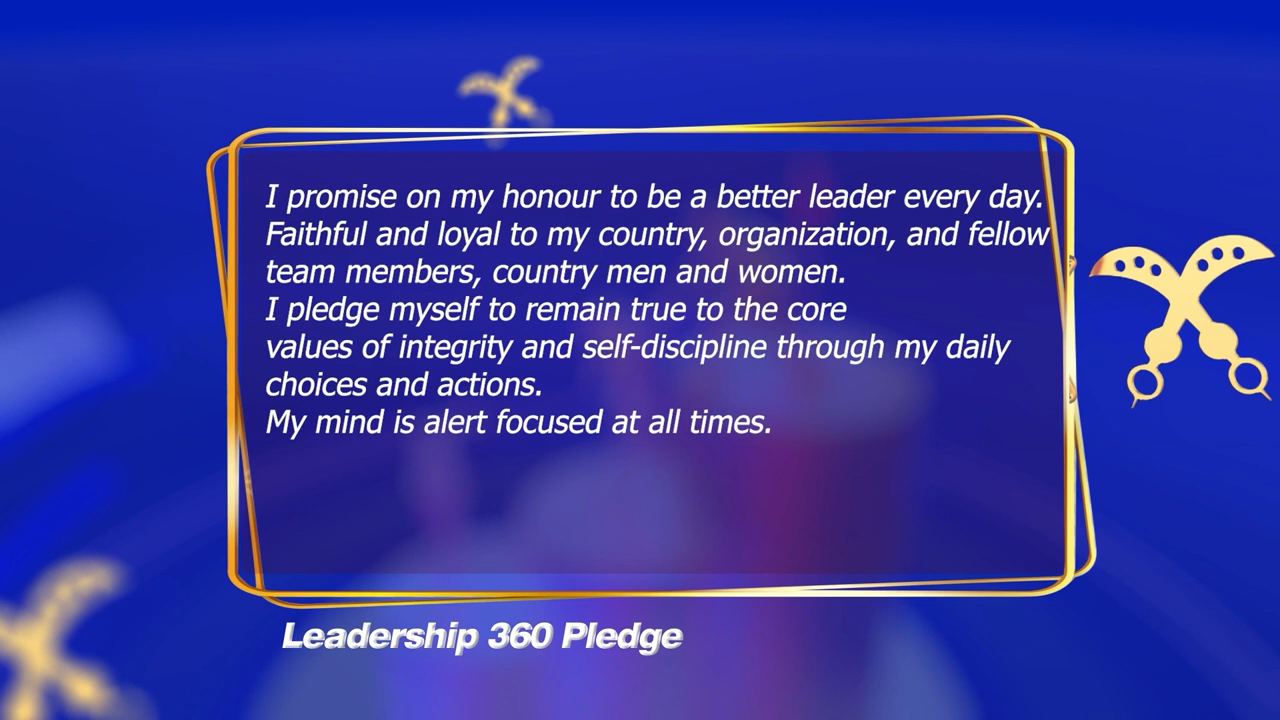 I promise on my honour to be a better leader every day.
Faithful and loyal to my country, organization, and fellow
team members, country men and women.
I pledge myself to remain true to the core
values of integrity and self-discipline through my daily
choices and actions.
My mind is alert focused at all times.
Leadership 360 Pledge